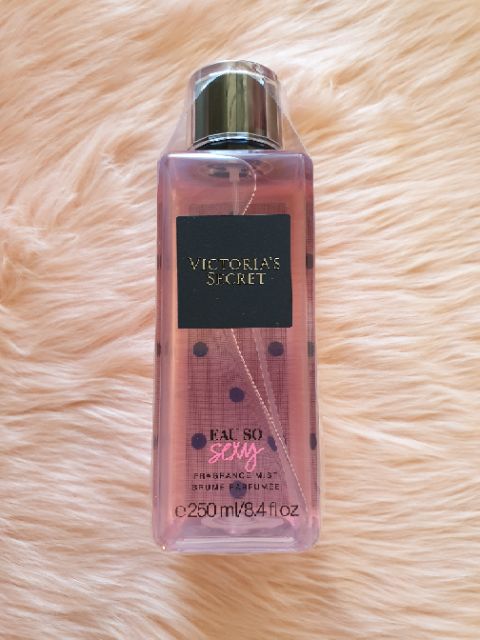 VICTORIA'S
SECRET
EAU SO
sexy
FRAGRANCE MIST
BRUME PARFUMÉE
℮250 ml/8.4 fl oz